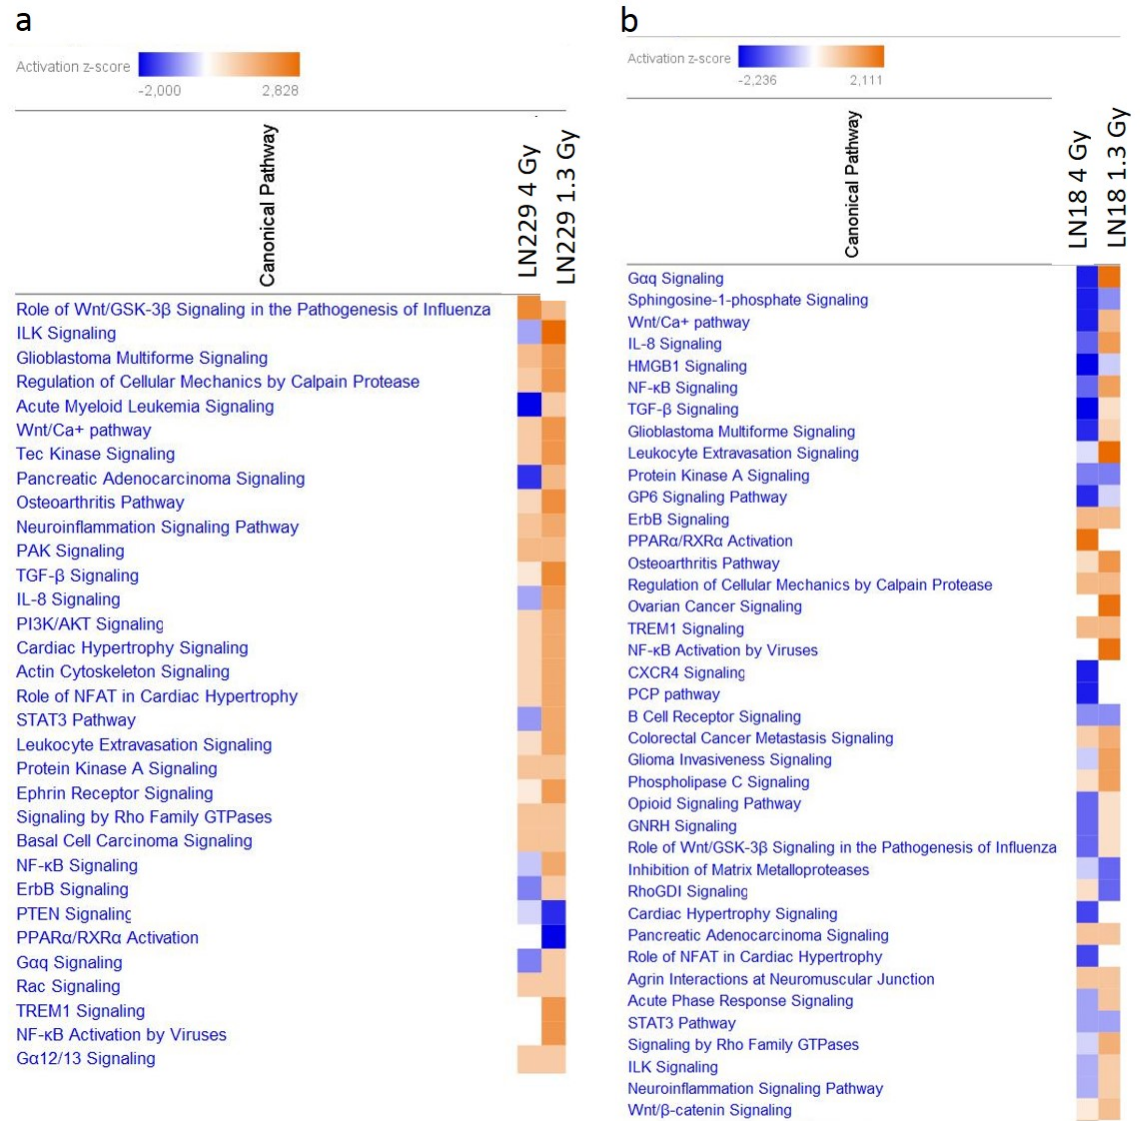 a
Activation z-score
-2,000
2,828
Canonical Pathway
LN229 4 Gy
LN229 1.3 Gy
Role of Wnt/GSK-3β Signaling in the Pathogenesis of Influenza
ILK Signaling
Glioblastoma Multiforme Signaling
Regulation of Cellular Mechanics by Calpain Protease
Acute Myeloid Leukemia Signaling
Wnt/Ca+ pathway
Tec Kinase Signaling
Pancreatic Adenocarcinoma Signaling
Osteoarthritis Pathway
Neuroinflammation Signaling Pathway
PAK Signaling
TGF-β Signaling
IL-8 Signaling
PI3K/AKT Signaling
Cardiac Hypertrophy Signaling
Actin Cytoskeleton Signaling
Role of NFAT in Cardiac Hypertrophy
STAT3 Pathway
Leukocyte Extravasation Signaling
Protein Kinase A Signaling
Ephrin Receptor Signaling
Signaling by Rho Family GTPases
Basal Cell Carcinoma Signaling
NF-κB Signaling
ErbB Signaling
PTEN Signaling
PPARα/RXRα Activation
Gαq Signaling
Rac Signaling
TREM1 Signaling
NF-κB Activation by Viruses
Gα12/13 Signaling
b
Activation z-score
-2,236
2,111
Canonical Pathway
LN18 4 Gy
LN18 1.3 Gy
Gαq Signaling
Sphingosine-1-phosphate Signaling
Wnt/Ca+ pathway
IL-8 Signaling
HMGB1 Signaling
NF-κB Signaling
TGF-β Signaling
Glioblastoma Multiforme Signaling
Leukocyte Extravasation Signaling
Protein Kinase A Signaling
GP6 Signaling Pathway
ErbB Signaling
PPARα/RXRα Activation
Osteoarthritis Pathway
Regulation of Cellular Mechanics by Calpain Protease
Ovarian Cancer Signaling
TREM1 Signaling
NF-κB Activation by Viruses
CXCR4 Signaling
PCP pathway
B Cell Receptor Signaling
Colorectal Cancer Metastasis Signaling
Glioma Invasiveness Signaling
Phospholipase C Signaling
Opioid Signaling Pathway
GNRH Signaling
Role of Wnt/GSK-3β Signaling in the Pathogenesis of Influenza
Inhibition of Matrix Metalloproteases
RhoGDI Signaling
Cardiac Hypertrophy Signaling
Pancreatic Adenocarcinoma Signaling
Role of NFAT in Cardiac Hypertrophy
Agrin Interactions at Neuromuscular Junction
Acute Phase Response Signaling
STAT3 Pathway
Signaling by Rho Family GTPases
ILK Signaling
Neuroinflammation Signaling Pathway
Wnt/β-catenin Signaling